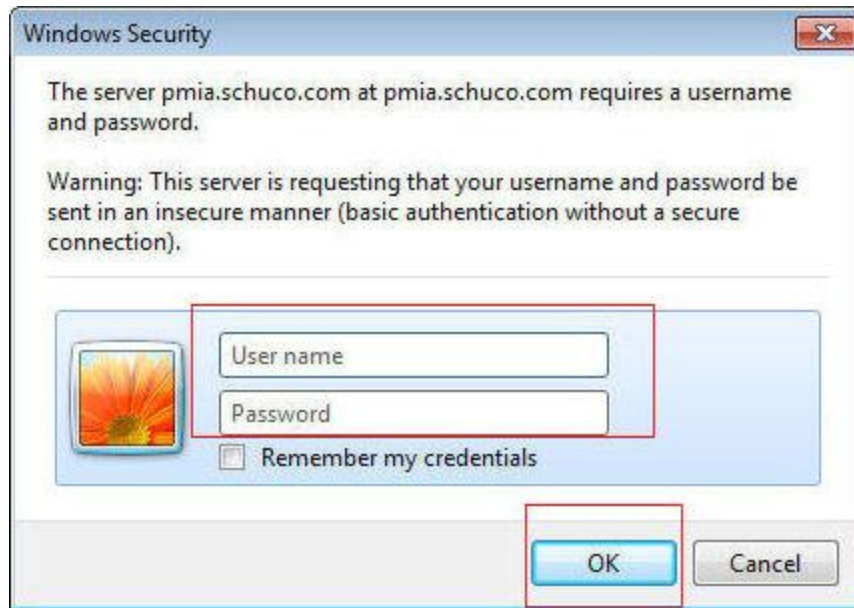 Windows Security
The server pmia.schuco.com at pmia.schuco.com requires a username
and password.
Warning: This server is requesting that your username and password be
sent in an insecure manner (basic authentication without a secure
connection).
User name
Password
Remember my credentials
OK
Cancel